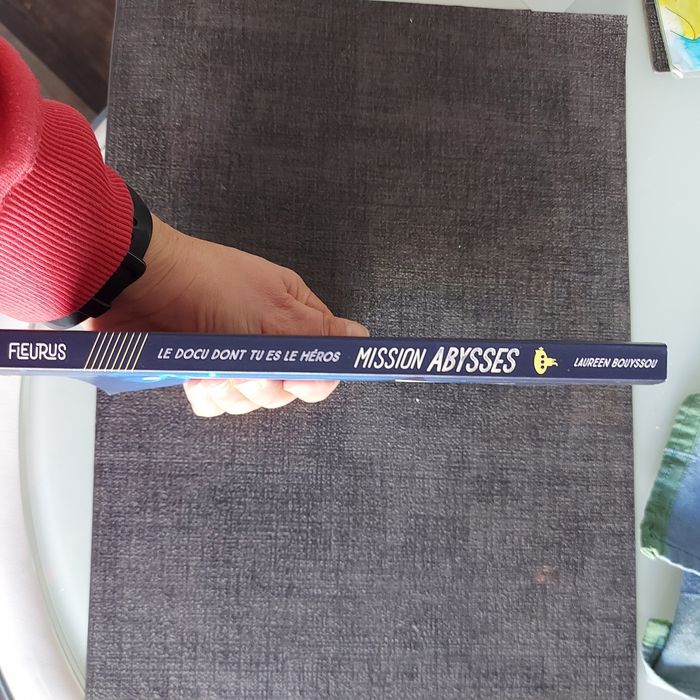 FLEURUS LE DOCU DONT TU ES LE HÉROS MISSION ABYSSES LAUREEN BOUYSSOU